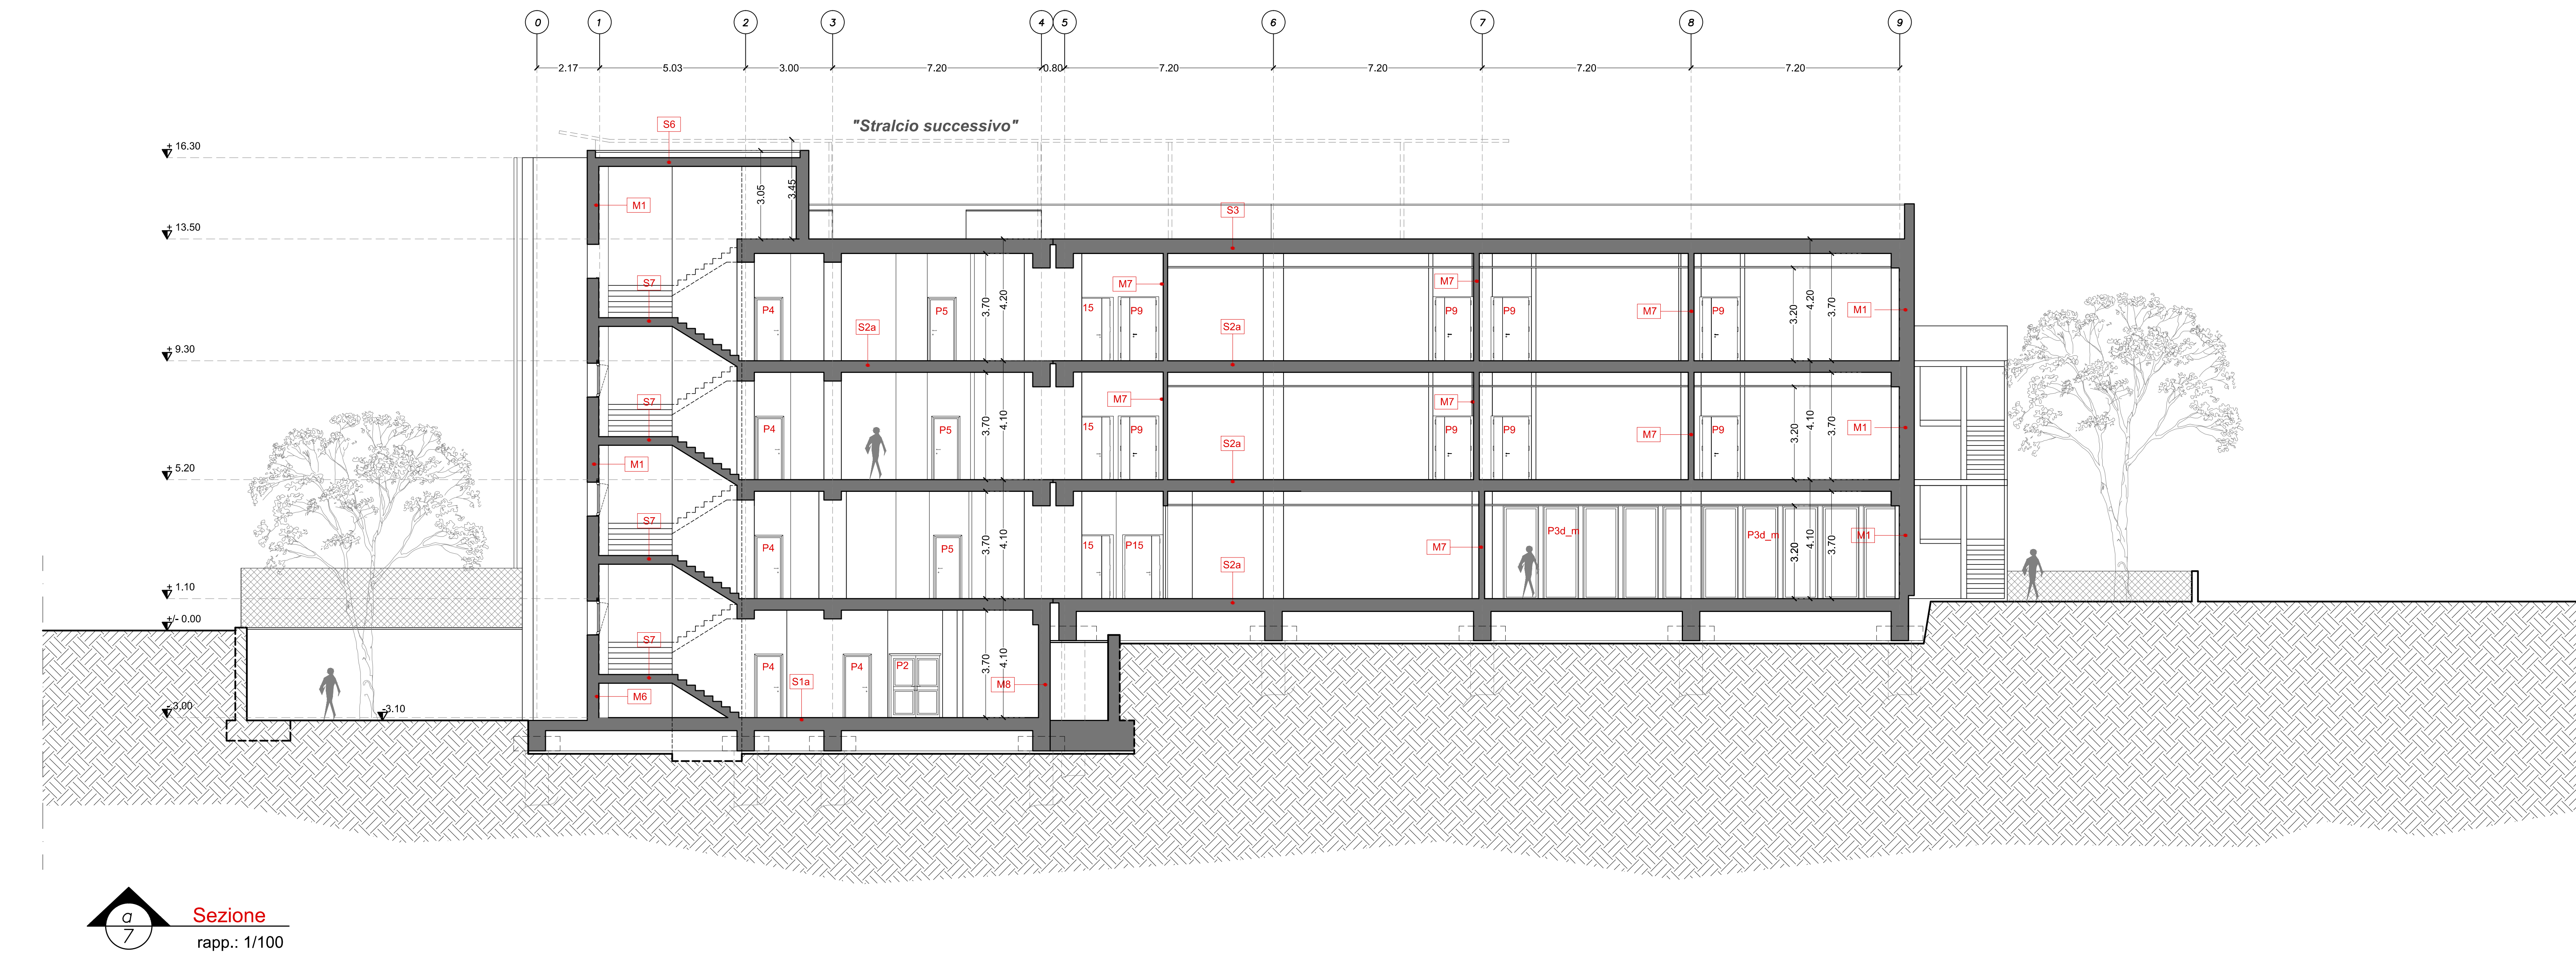 0 1 2 3 4 5 6 7 8 9
2.17 5.03 3.00 7.20 0.80 7.20 7.20 7.20 7.20
"Stralcio successivo"
S6
+ 16.30
3.05 3.45
M1
S3
+ 13.50
S7
M7 M7
P4 P5 3.70 4.20 15 P9 P9 P9 M7 P9 3.20 4.20 3.70 M1
S2a S2a
+ 9.30
S7
M7 M7
P4 P5 3.70 4.10 15 P9 P9 P9 M7 P9 3.20 4.10 3.70 M1
S2a
M1
+ 5.20
S7
P4 P5 3.70 4.10 15 P15 M7 P3d_m P3d_m 3.20 4.10 3.70 M1
S2a
+ 1.10
+/- 0.00
S7
P4 P4 P2 3.70 4.10
S1a M8
M6
-3.00
-3.10
a
7
Sezione
rapp.: 1/100